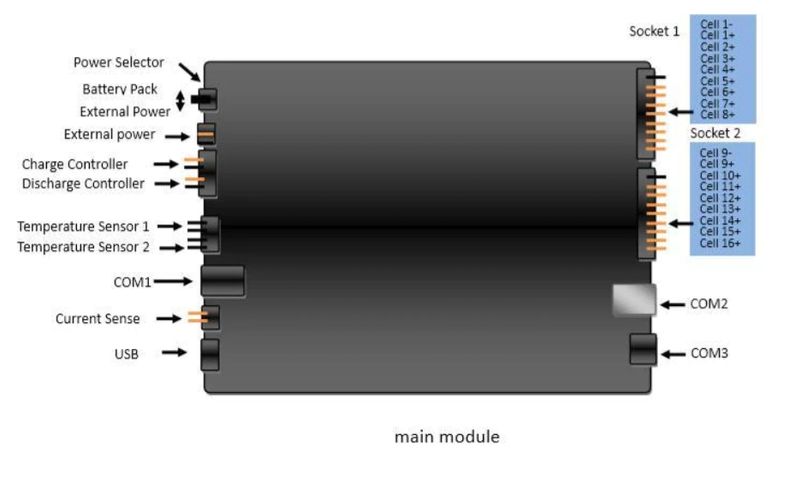 Power Selector
Battery Pack
External Power
External power
Charge Controller
Discharge Controller
Temperature Sensor 1
Temperature Sensor 2
COM1
Current Sense
USB
Socket 1
Cell 1-
Cell 1+
Cell 2+
Cell 3+
Cell 4+
Cell 5+
Cell 6+
Cell 7+
Cell 8+
Socket 2
Cell 9-
Cell 9+
Cell 10+
Cell 11+
Cell 12+
Cell 13+
Cell 14+
Cell 15+
Cell 16+
COM2
COM3
main module